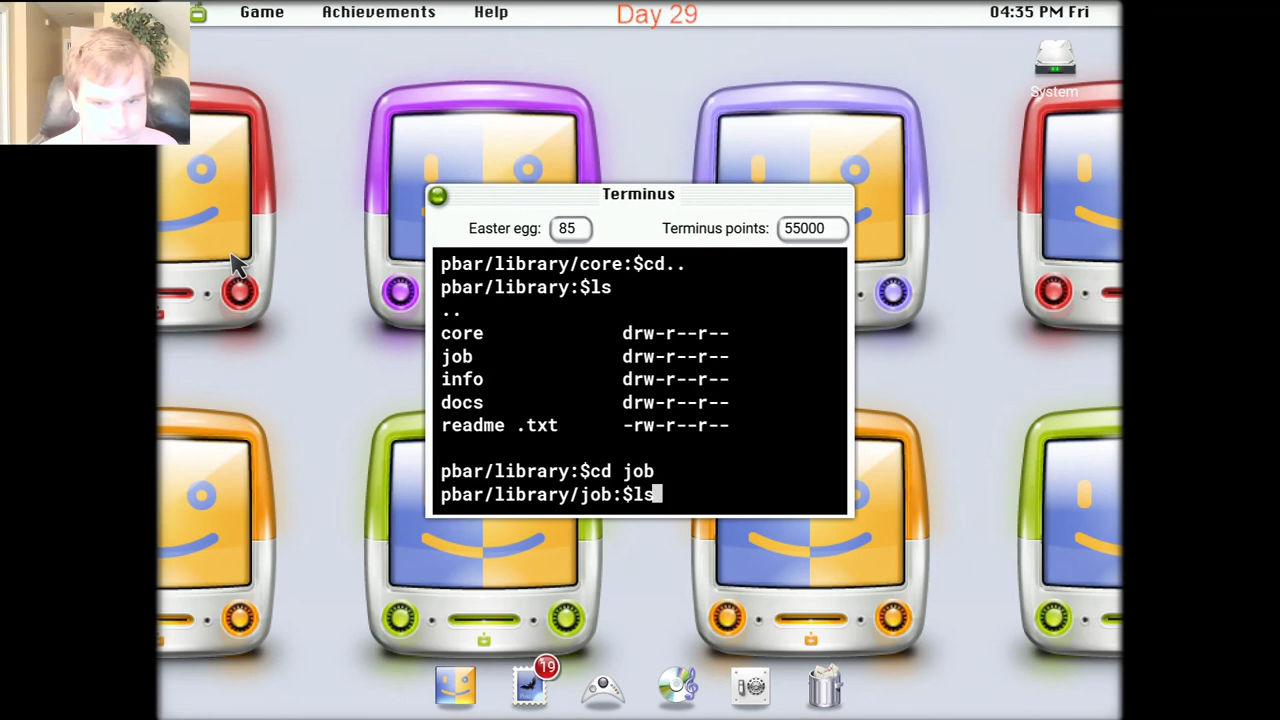 Game Achievements Help Day 29 04:35 PM Fri
System
Terminus
Easter egg: 85 Terminus points: 55000
pbar/library/core:$cd..
pbar/library:$ls
..
core drw-r--r--
job drw-r--r--
info drw-r--r--
docs drw-r--r--
readme .txt -rw-r--r--
pbar/library:$cd job
pbar/library/job:$ls
19